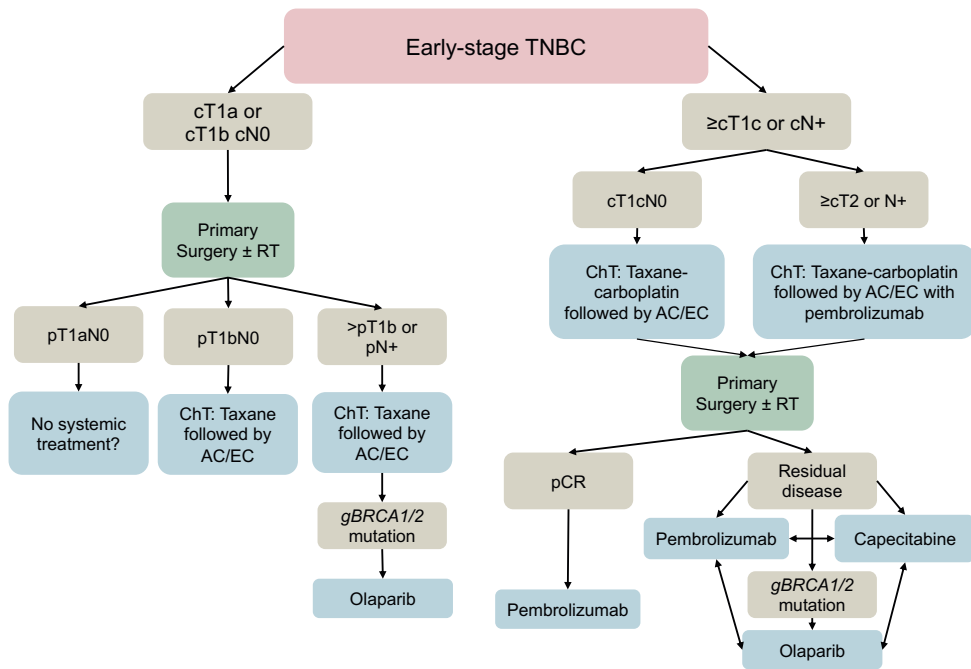 Early-stage TNBC
cT1a or
cT1b cN0
≥cT1c or cN+
cT1cN0
≥cT2 or N+
Primary
Surgery ± RT
ChT: Taxane-
carboplatin
followed by AC/EC
ChT: Taxane-carboplatin
followed by AC/EC with
pembrolizumab
pT1aN0
pT1bN0
>pT1b or
pN+
Primary
Surgery ± RT
No systemic
treatment?
ChT: Taxane
followed by
AC/EC
ChT: Taxane
followed by
AC/EC
pCR
Residual
disease
gBRCA1/2
mutation
Pembrolizumab
Capecitabine
Olaparib
Pembrolizumab
gBRCA1/2
mutation
Olaparib